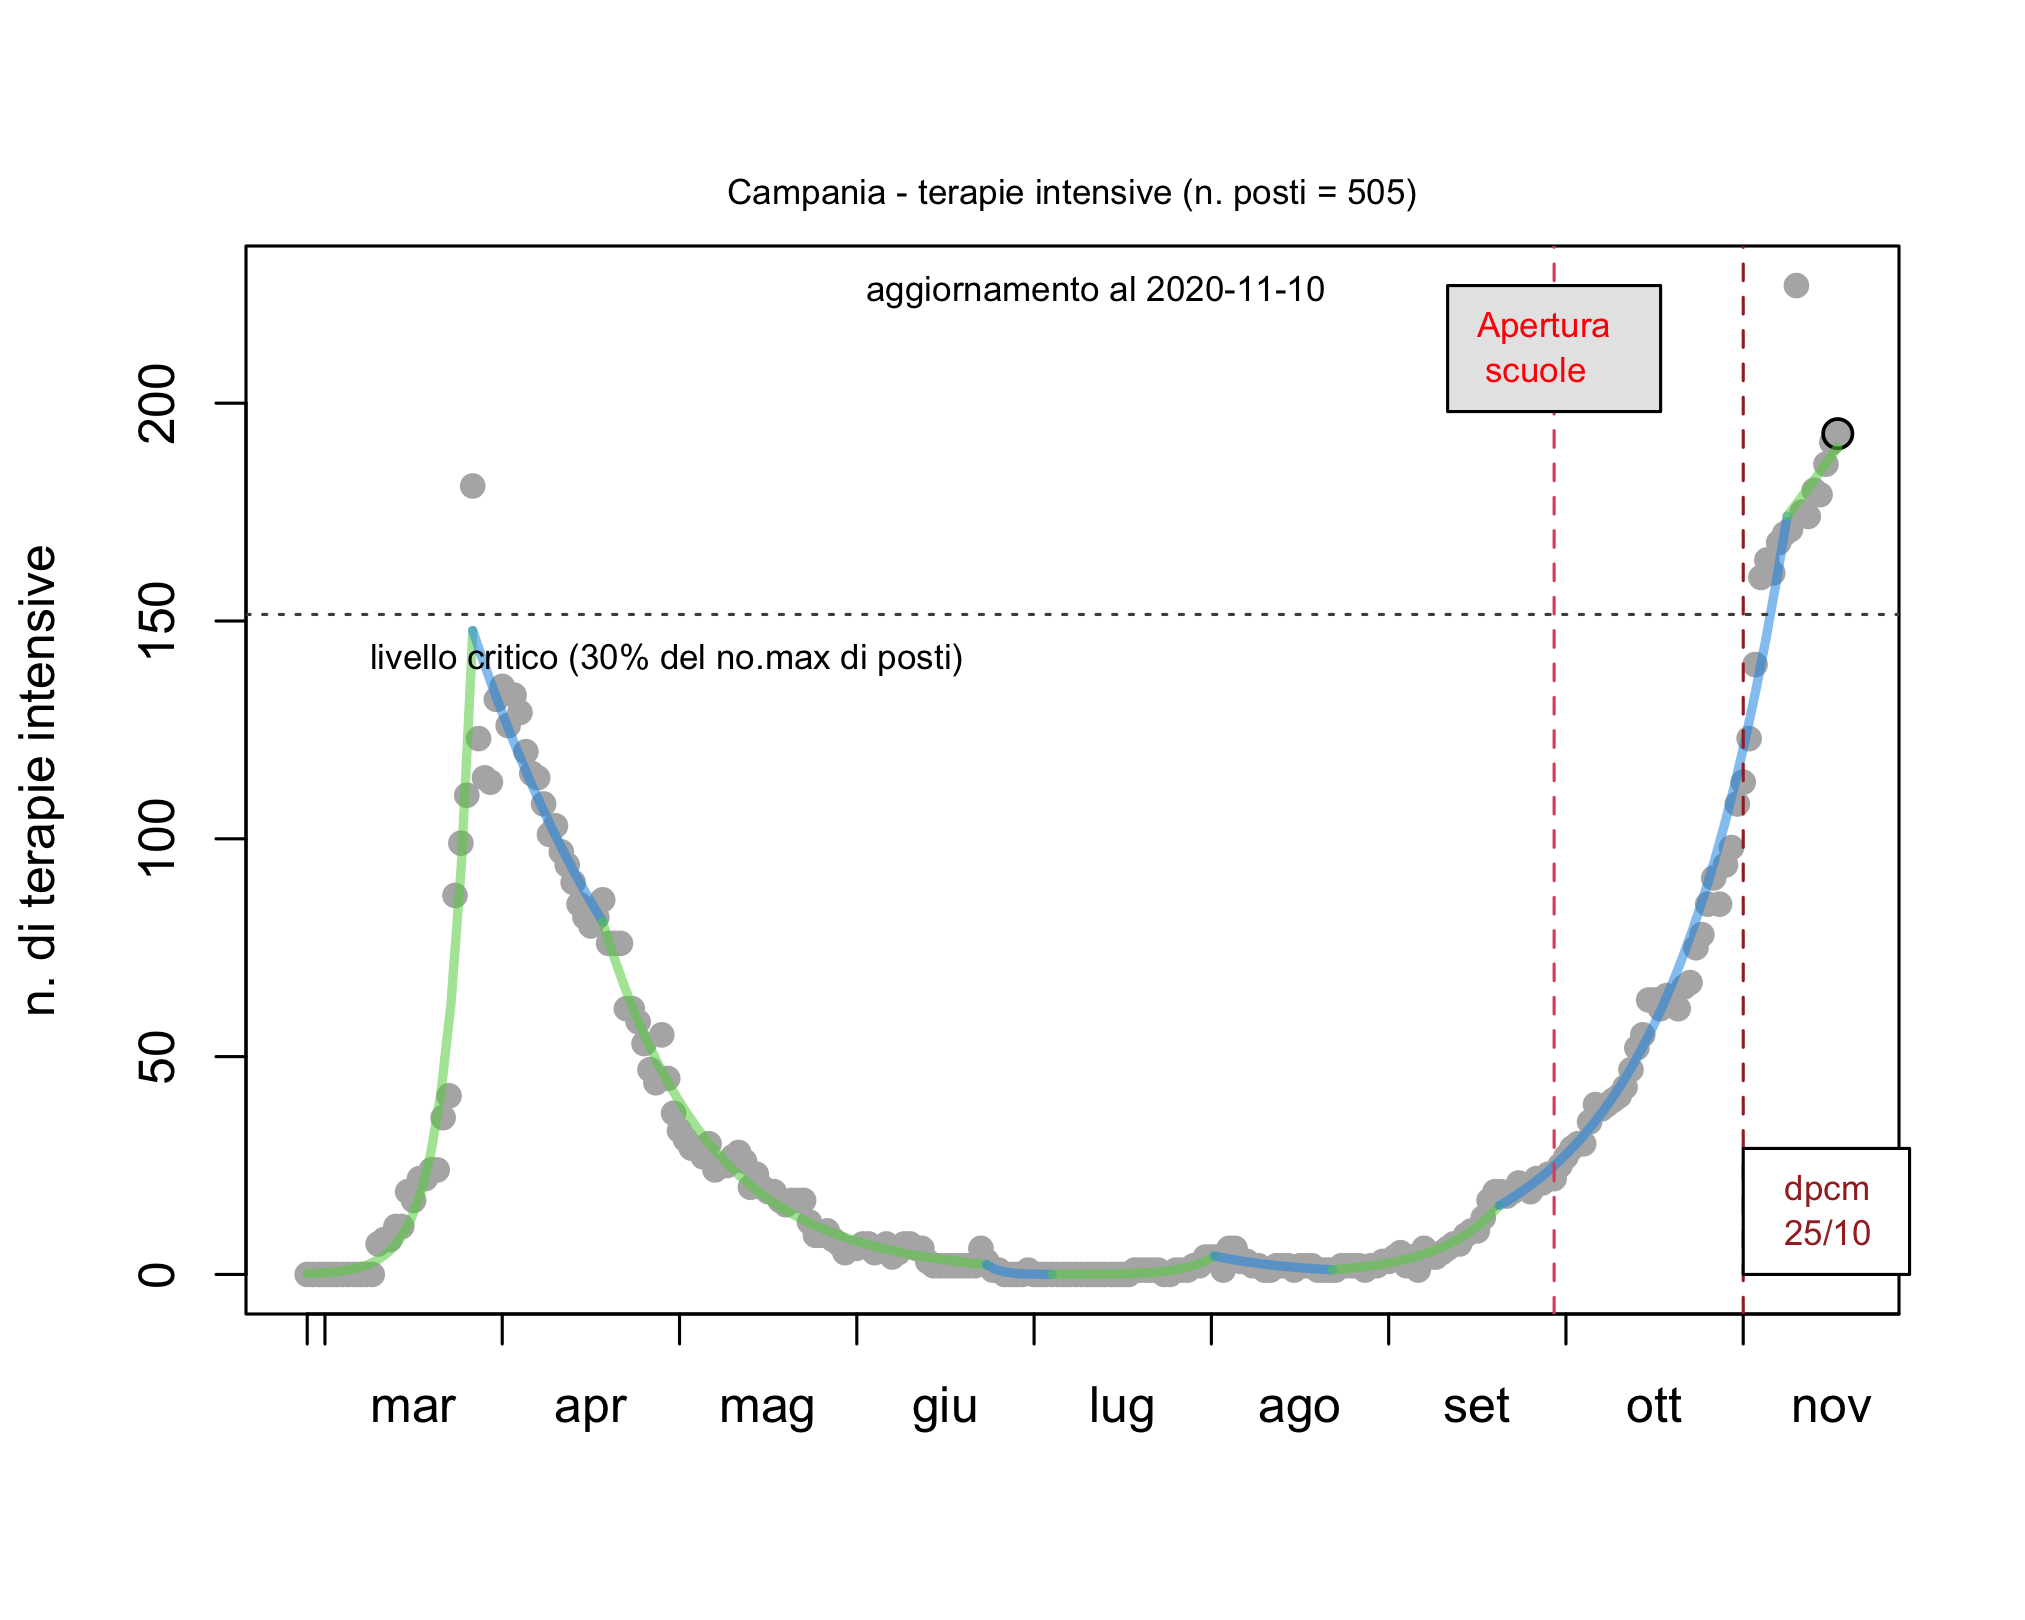 Campania - terapie intensive (n. posti = 505)
aggiornamento al 2020-11-10
Apertura
scuole
livello critico (30% del no.max di posti)
dpcm
25/10
n. di terapie intensive
200
150
100
50
0
mar apr mag giu lug ago set ott nov